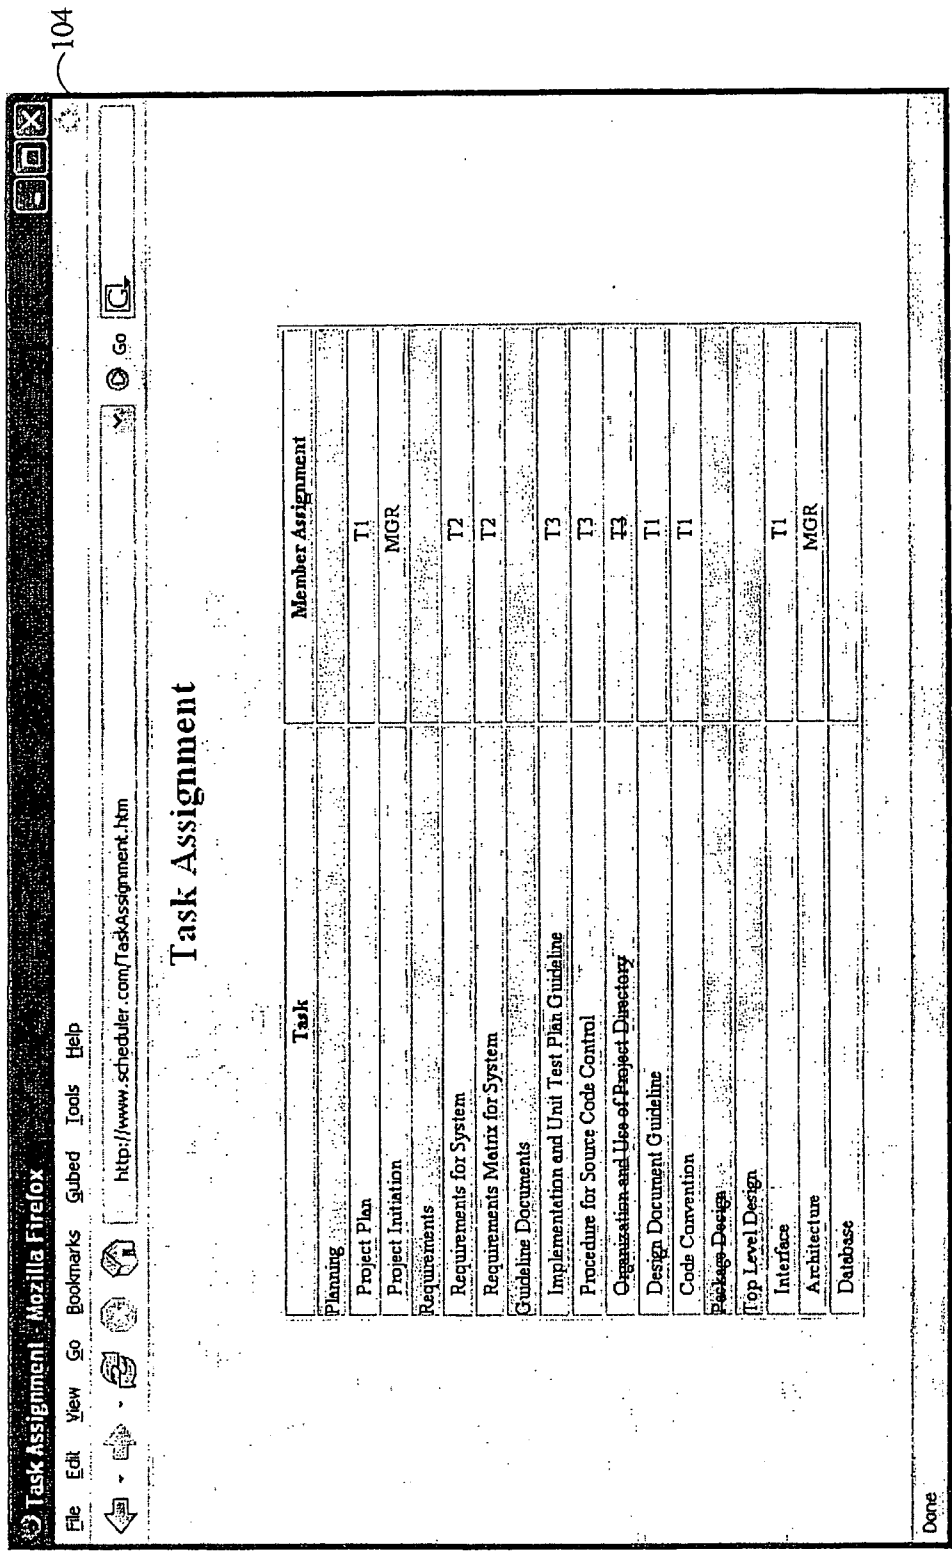 104
Task Assignment - Mozilla Firefox
File Edit View Go Bookmarks Gubed Tools Help
http://www.scheduler.com/TaskAssignment.htm Go G
Task Assignment
Task Member Assignment
Planning
Project Plan T1
Project Initiation MGR
Requirements
Requirements for System T2
Requirements Matrix for System T2
Guideline Documents
Implementation and Unit Test Plan Guideline T3
Procedure for Source Code Control T3
Organization and Use of Project Directory T3
Design Document Guideline T1
Code Convention T1
Package Design
Top Level Design
Interface T1
Architecture MGR
Database
Done